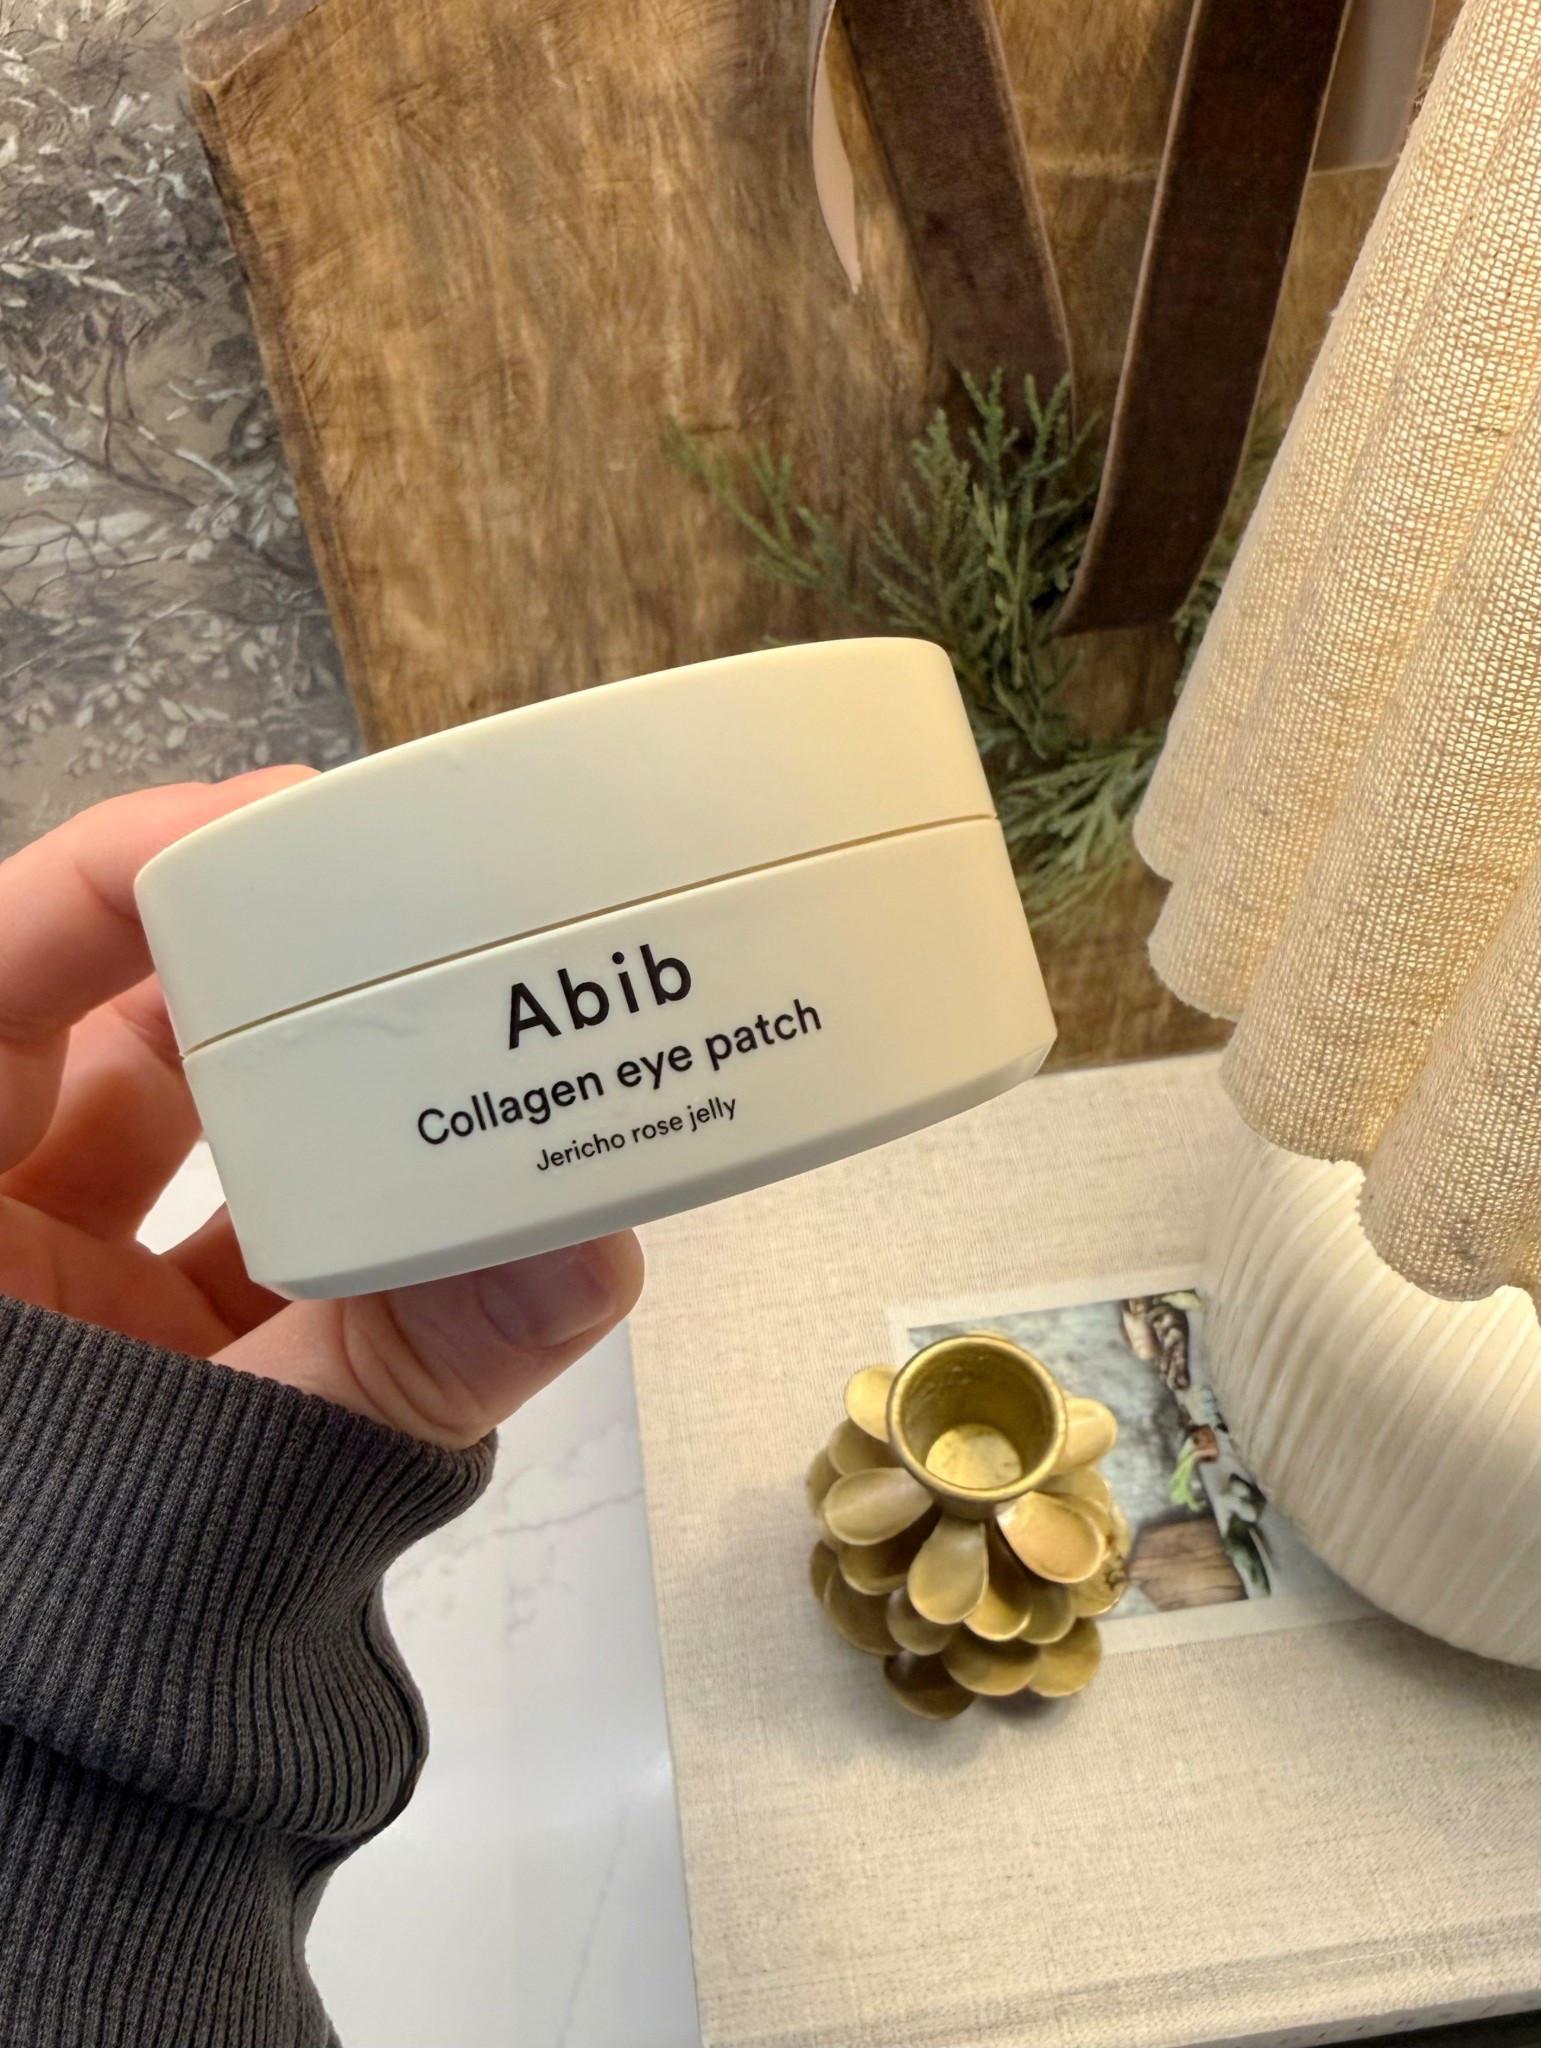 Abib
Collagen eye patch
Jericho rose jelly